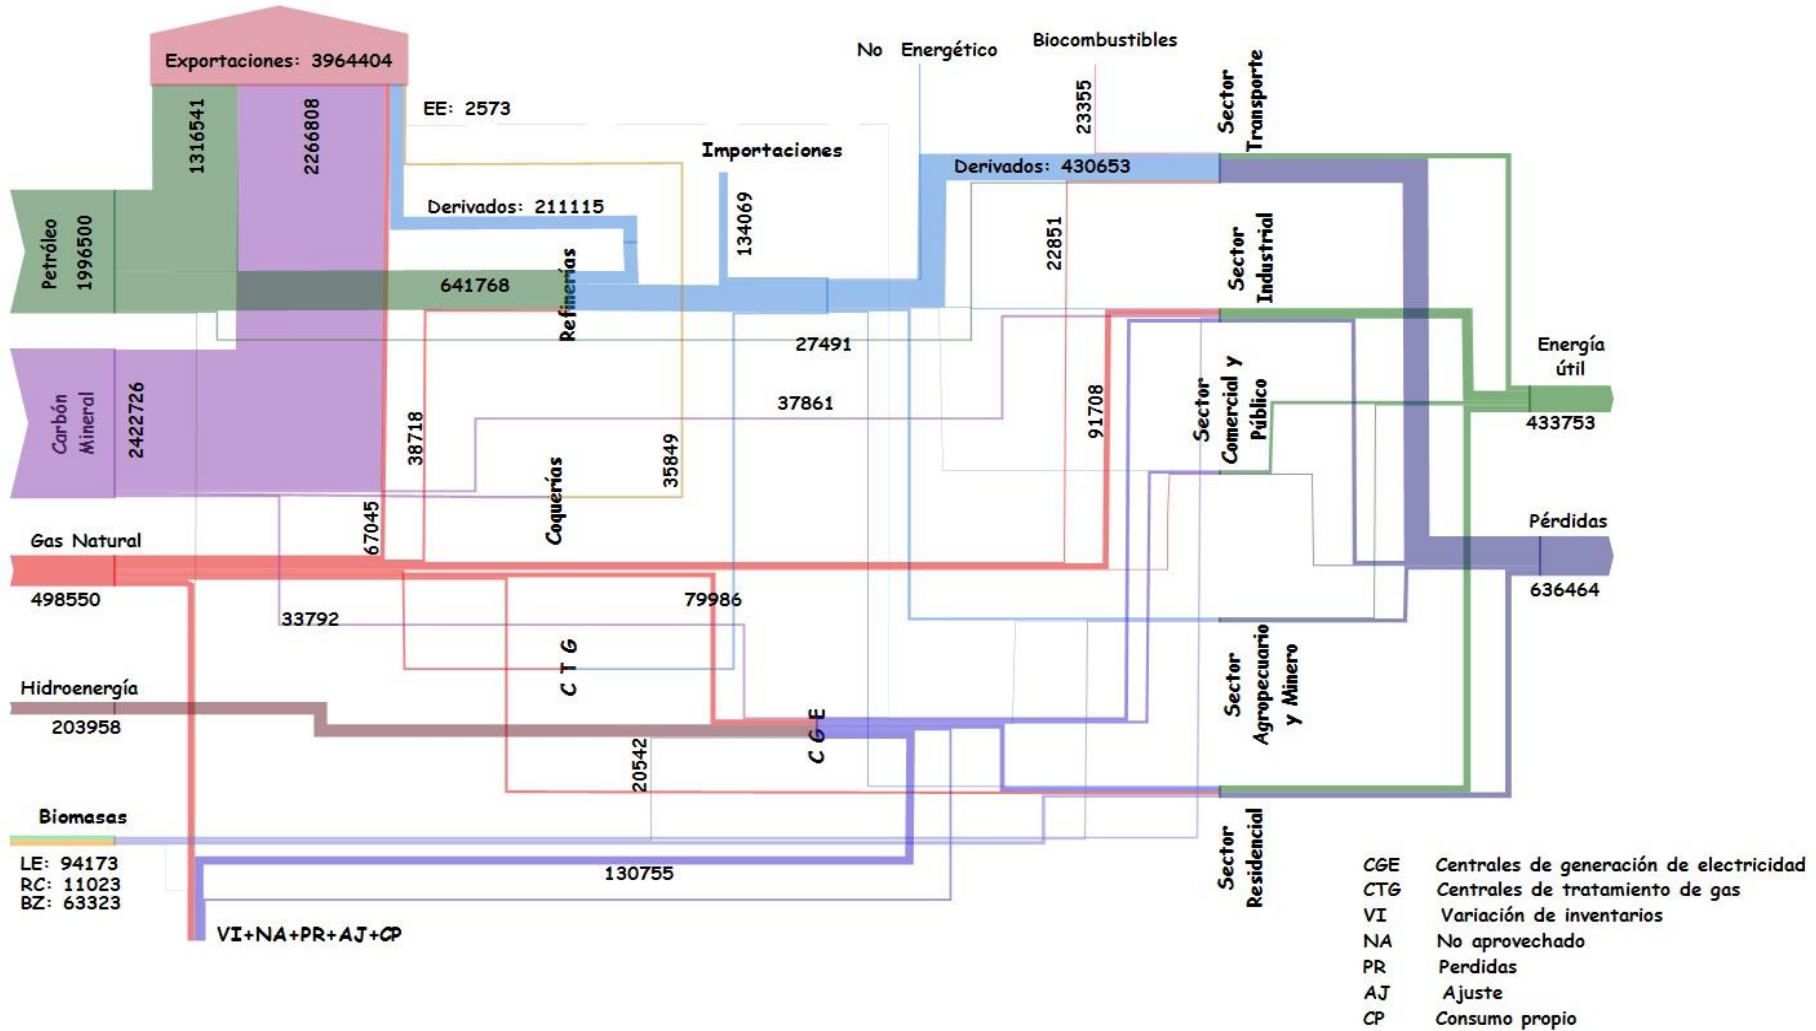 Exportaciones: 3964404
1316541
2266808
EE: 2573
No Energético
Biocombustibles
23355
Sector
Transporte
Importaciones
134069
Derivados: 430653
Derivados: 211115
Petróleo
1996500
641768
Refinerías
22851
Sector
Industrial
27491
Energía
útil
433753
Carbón
Mineral
2422726
38718
37861
35849
91708
Sector
Comercial y
Público
Coquerías
67045
Gas Natural
498550
Pérdidas
636464
79986
33792
C T G
Hidroenergía
203958
C G E
20542
Sector
Agropecuario
y Minero
Biomasas
LE: 94173
RC: 11023
BZ: 63323
130755
Sector
Residencial
VI+NA+PR+AJ+CP
CGE Centrales de generación de electricidad
CTG Centrales de tratamiento de gas
VI Variación de inventarios
NA No aprovechado
PR Perdidas
AJ Ajuste
CP Consumo propio